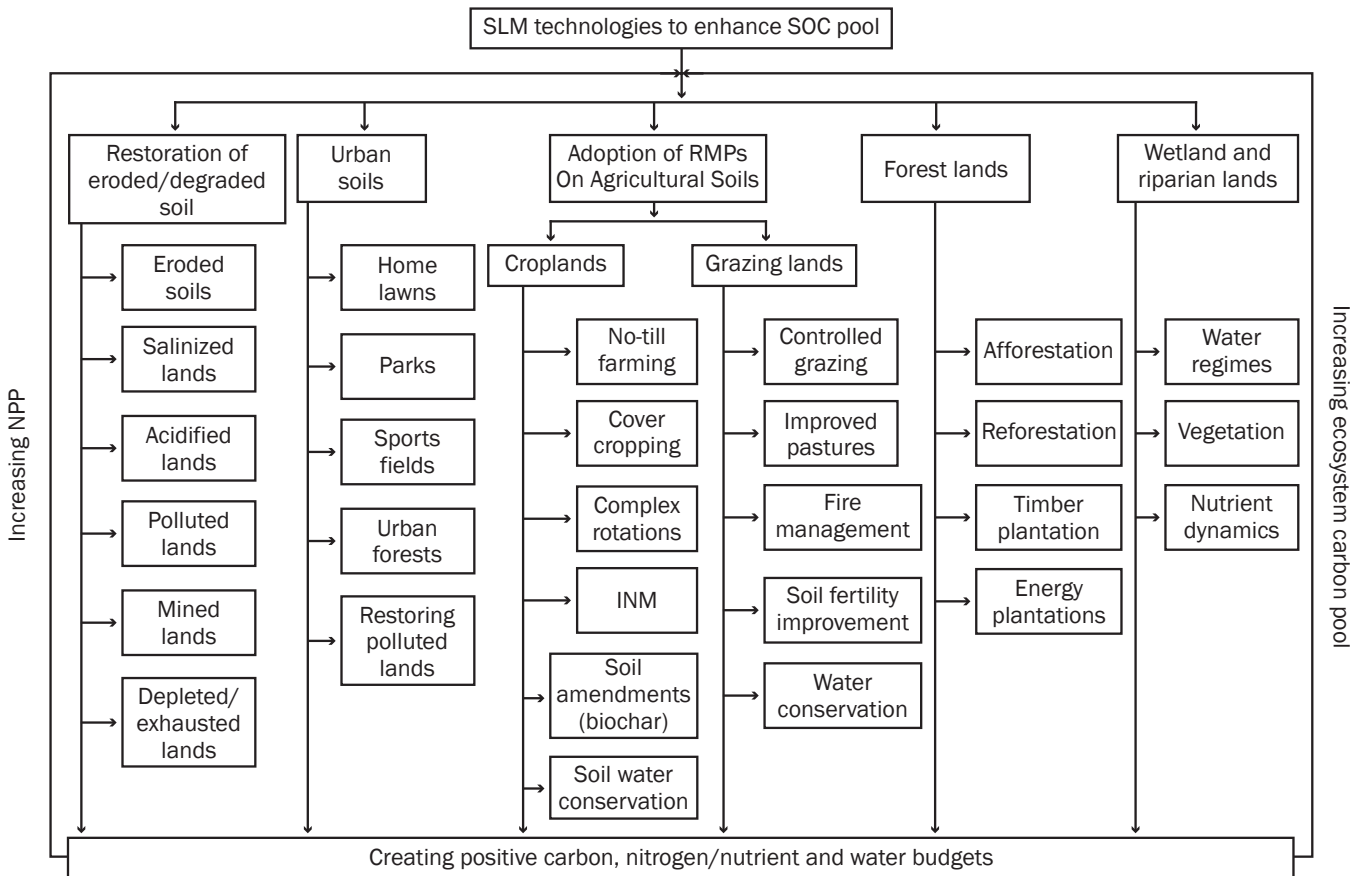 SLM technologies to enhance SOC pool
Restoration of
eroded/degraded
soil
Urban
soils
Adoption of RMPs
On Agricultural Soils
Forest lands
Wetland and
riparian lands
Croplands
Grazing lands
Eroded
soils
Salinized
lands
Acidified
lands
Polluted
lands
Mined
lands
Depleted/
exhausted
lands
Home
lawns
Parks
Sports
fields
Urban
forests
Restoring
polluted
lands
No-till
farming
Cover
cropping
Complex
rotations
INM
Soil
amendments
(biochar)
Soil water
conservation
Controlled
grazing
Improved
pastures
Fire
management
Soil fertility
improvement
Water
conservation
Afforestation
Reforestation
Timber
plantation
Energy
plantations
Water
regimes
Vegetation
Nutrient
dynamics
Increasing NPP
Increasing ecosystem carbon pool
Creating positive carbon, nitrogen/nutrient and water budgets